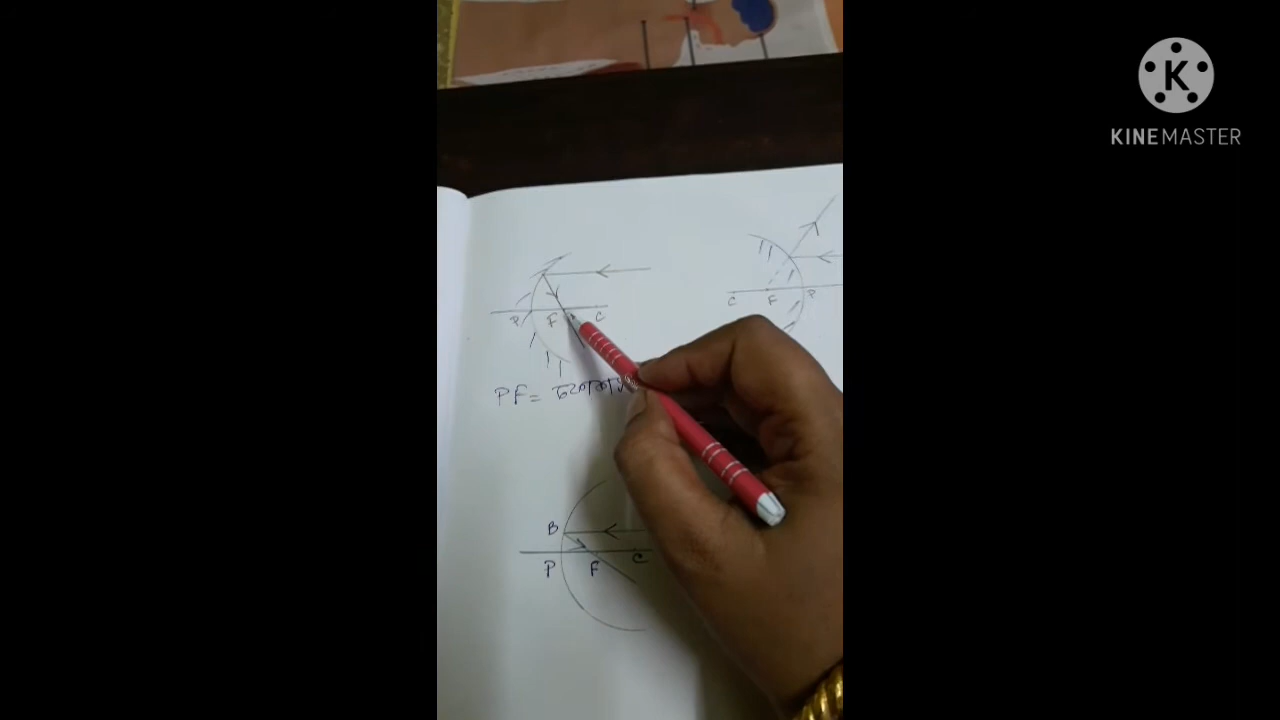 KINEMASTER
P F C
C F P
PF =
B
P F C